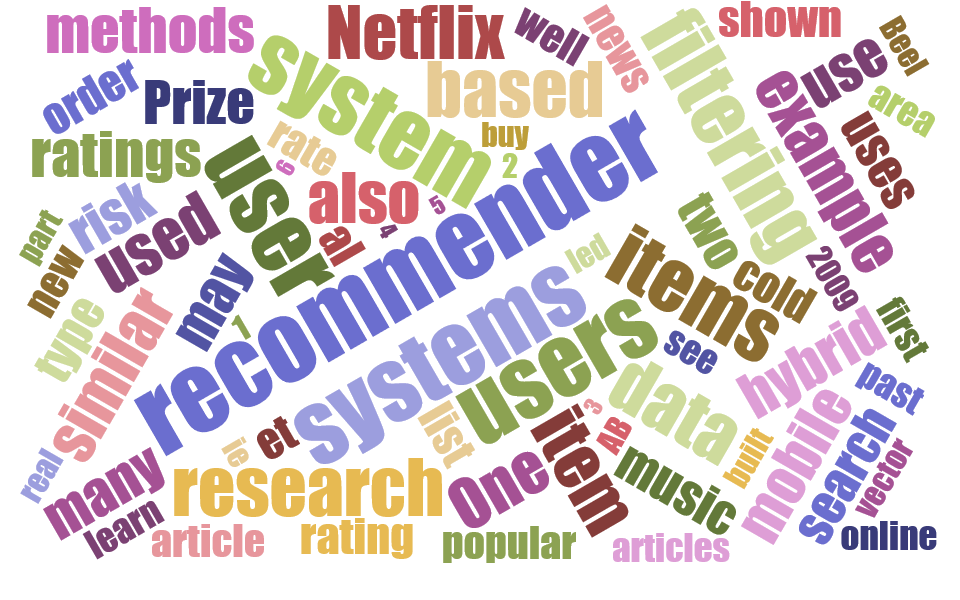 methods
Netflix
well
news
filtering
shown
Beel
order
Prize
system
based
use
example
area
ratings
rate
6
buy
2
uses
risk
used
user
also
5
4
al
part
new
may
recommender
two
2009
cold
items
led
type
similar
1
systems
users
see
hybrid
first
past
data
real
many
learn
ie
et
list
item
3
AB
built
mobile
search
vector
research
One
music
article
rating
popular
articles
online